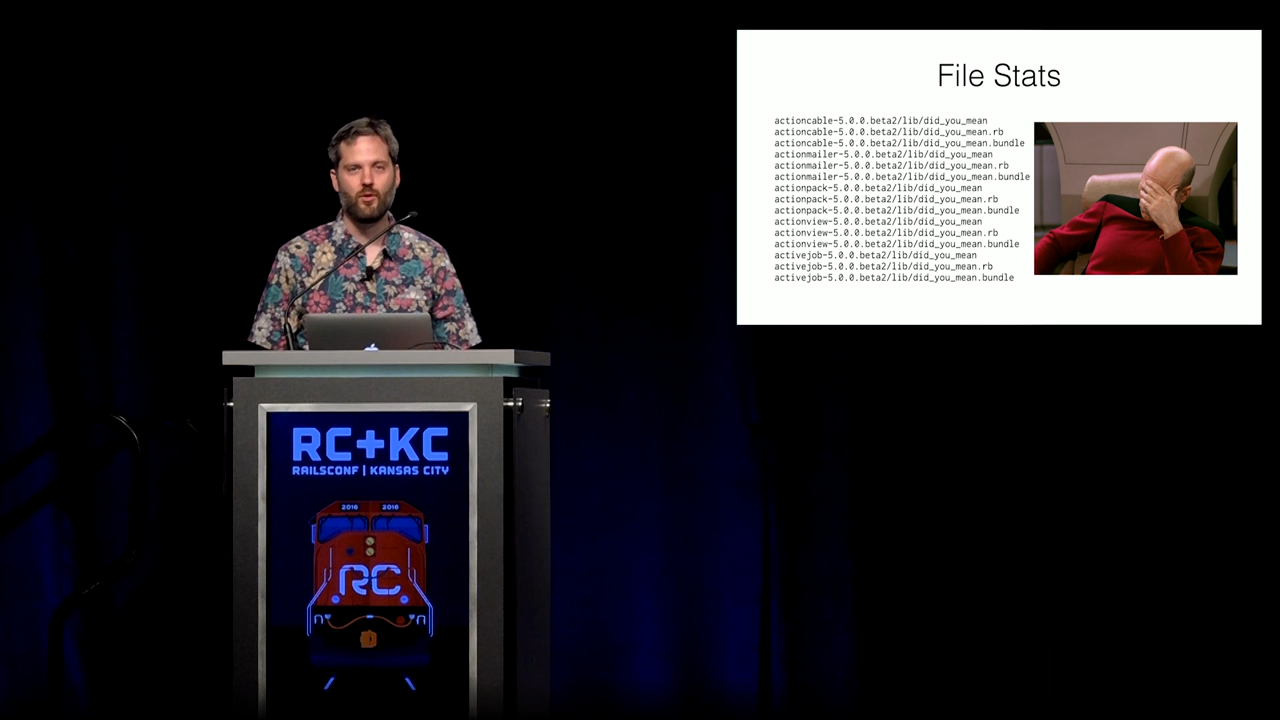 File Stats
actioncable-5.0.0.beta2/lib/did_you_mean
actioncable-5.0.0.beta2/lib/did_you_mean.rb
actioncable-5.0.0.beta2/lib/did_you_mean.bundle
actionmailer-5.0.0.beta2/lib/did_you_mean
actionmailer-5.0.0.beta2/lib/did_you_mean.rb
actionmailer-5.0.0.beta2/lib/did_you_mean.bundle
actionpack-5.0.0.beta2/lib/did_you_mean
actionpack-5.0.0.beta2/lib/did_you_mean.rb
actionpack-5.0.0.beta2/lib/did_you_mean.bundle
actionview-5.0.0.beta2/lib/did_you_mean
actionview-5.0.0.beta2/lib/did_you_mean.rb
actionview-5.0.0.beta2/lib/did_you_mean.bundle
activejob-5.0.0.beta2/lib/did_you_mean
activejob-5.0.0.beta2/lib/did_you_mean.rb
activejob-5.0.0.beta2/lib/did_you_mean.bundle
RC+KC
RAILSCONF | KANSAS CITY
2016 2016
RC